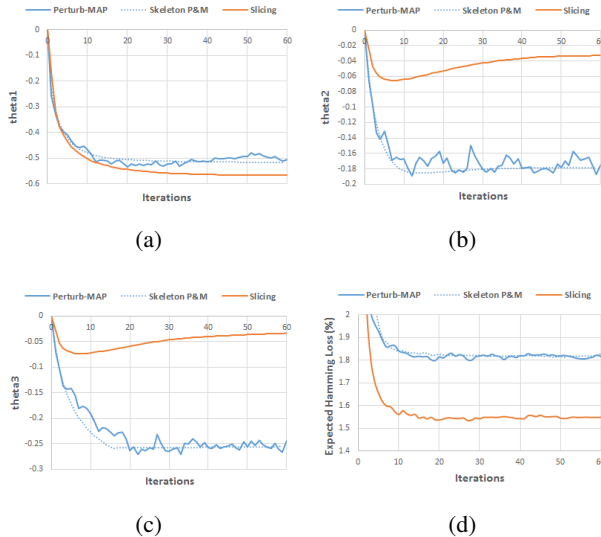 Perturb-MAP Skeleton P&M Slicing
0 10 20 30 40 50 60
0
-0.1
-0.2
-0.3
-0.4
-0.5
-0.6
theta1
Iterations
(a)
Perturb-MAP Skeleton P&M Slicing
0 10 20 30 40 50 60
0
-0.02
-0.04
-0.06
-0.08
-0.1
-0.12
-0.14
-0.16
-0.18
-0.2
theta2
Iterations
(b)
Perturb-MAP Skeleton P&M Slicing
0 10 20 30 40 50 60
0
-0.05
-0.1
-0.15
-0.2
-0.25
-0.3
theta3
Iterations
(c)
Perturb-MAP Skeleton P&M Slicing
2
1.9
1.8
1.7
1.6
1.5
1.4
Expected Hamming Loss (%)
0 10 20 30 40 50 60
Iterations
(d)